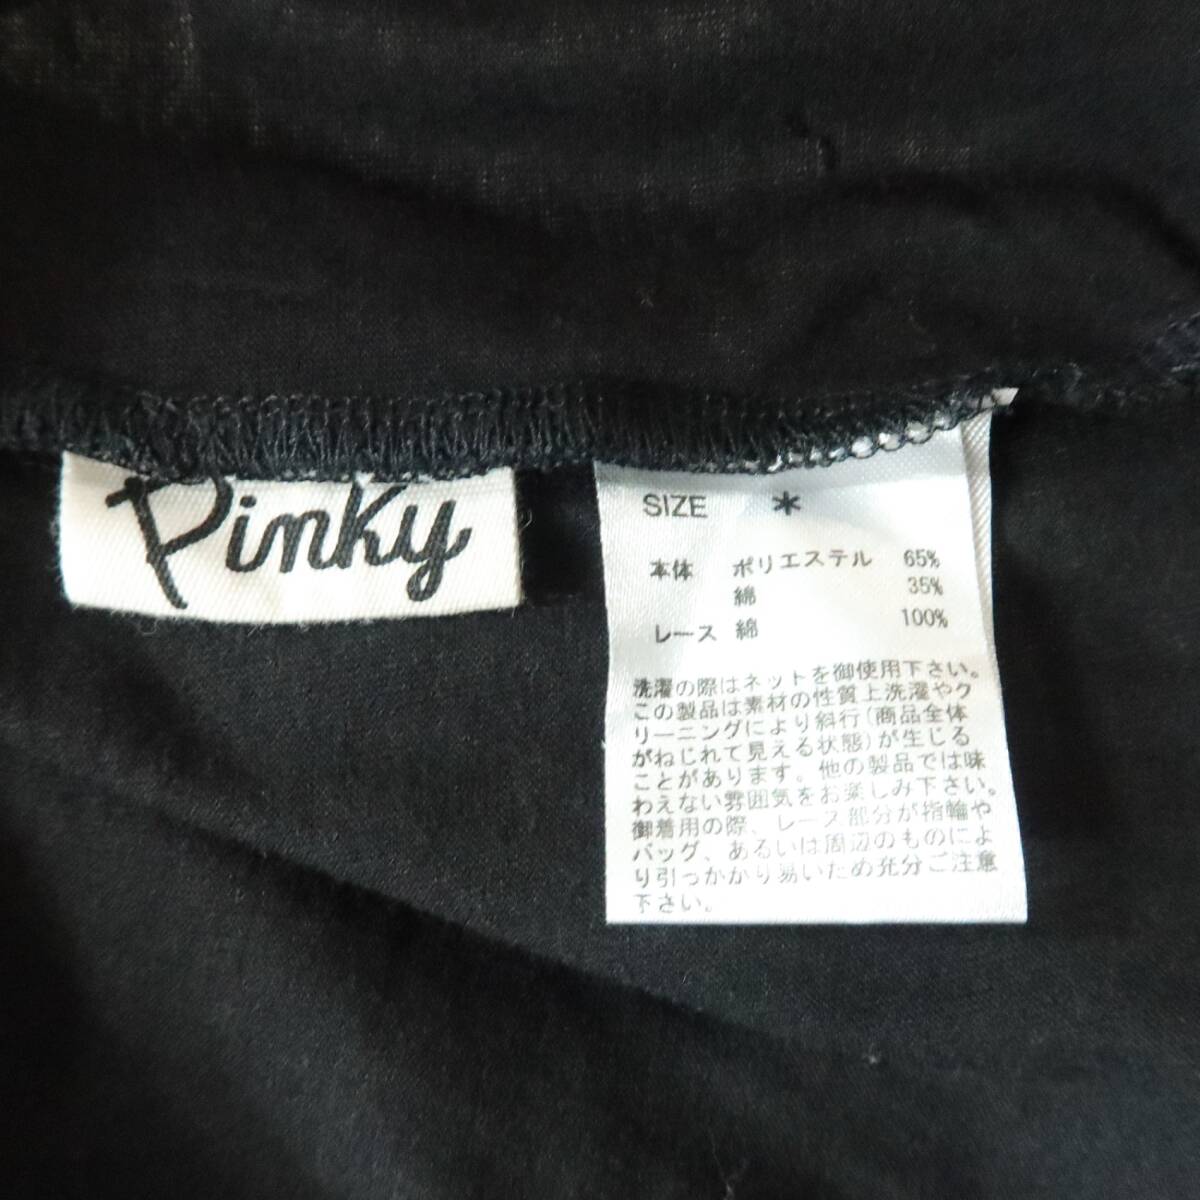 Pinky
SIZE *
本体 ポリエステル 65%
綿 35%
レース 綿 100%
洗濯の際はネットを御使用下さい。
この製品は素材の性質上洗濯やク
リーニングにより斜行(商品全体
がねじれて見える状態)が生じる
ことがあります。他の製品では味
わえない雰囲気をお楽しみ下さい。
御着用の際、レース部分が指輪や
バッグ、あるいは周辺のものによ
り引っかかり易いため充分ご注意
下さい。